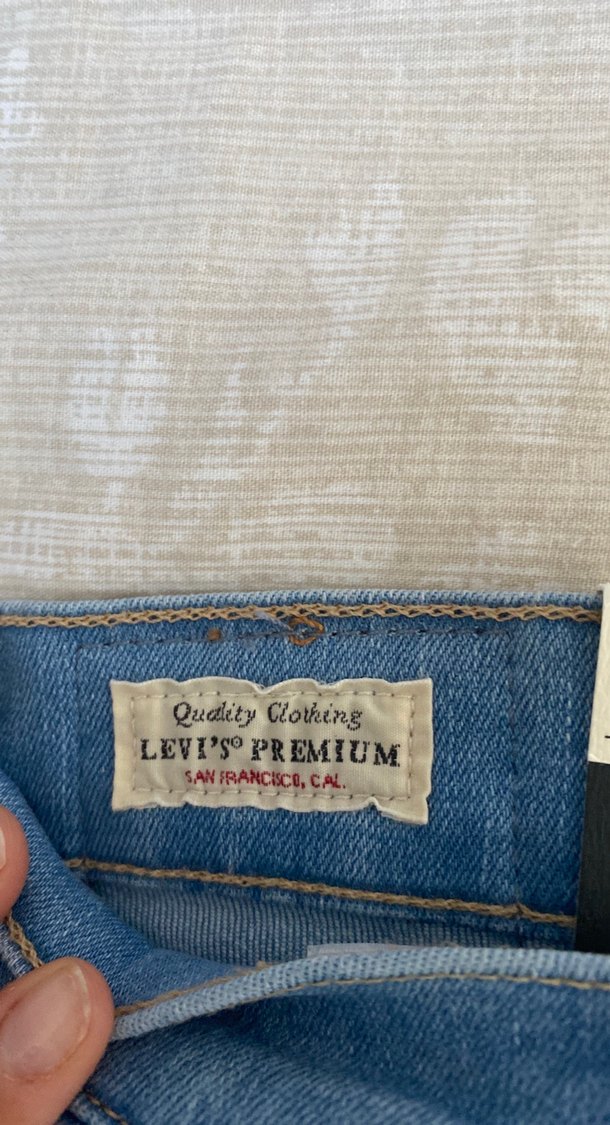 Quality Clothing
LEVI'S® PREMIUM
SAN FRANCISCO, CAL.